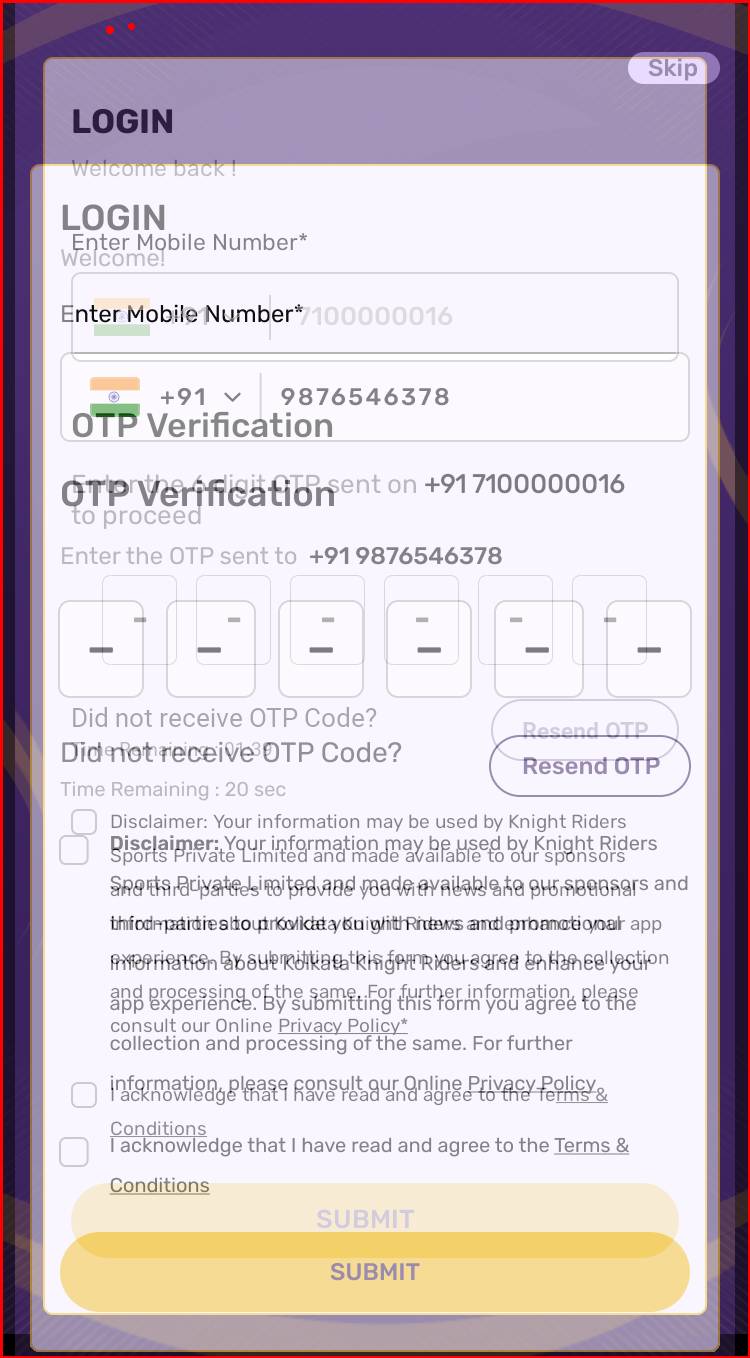 Skip
LOGIN
Welcome back !
LOGIN
Enter Mobile Number*
Welcome!
Enter Mobile Number*
+91 7100000016
+91 9876546378
OTP Verification
Enter the 6 digit OTP sent on +91 7100000016
OTP Verification
to proceed
Enter the OTP sent to +91 9876546378
Did not receive OTP Code?
Resend OTP
Time Remaining : 01:39
Did not receive OTP Code?
Resend OTP
Time Remaining : 20 sec
Disclaimer: Your information may be used by Knight Riders
Disclaimer: Your information may be used by Knight Riders
Sports Private Limited and made available to our sponsors
Sports Private Limited and made available to our sponsors and
and third-parties to provide you with news and promotional
third-parties to provide you with news and promotional
information about Kolkata Knight Riders and enhance your app
experience. By submitting this form you agree to the collection
information about Kolkata Knight Riders and enhance your
and processing of the same. For further information, please
app experience. By submitting this form you agree to the
consult our Online Privacy Policy*
collection and processing of the same. For further
information, please consult our Online Privacy Policy
I acknowledge that I have read and agree to the Terms &
Conditions
I acknowledge that I have read and agree to the Terms &
Conditions
SUBMIT
SUBMIT